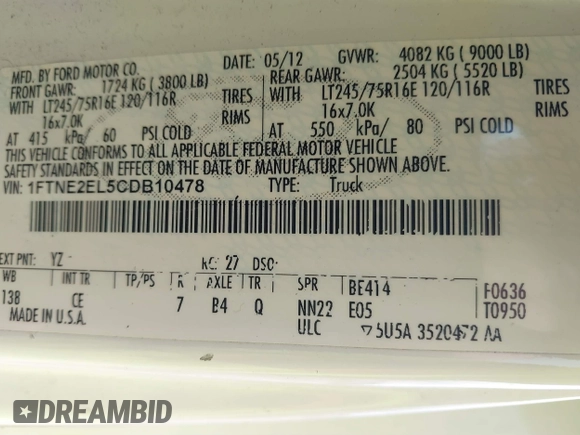 MFD. BY FORD MOTOR CO. DATE: 05/12 GVWR: 4082 KG ( 9000 LB)
FRONT GAWR: 1724 KG ( 3800 LB) REAR GAWR: 2504 KG ( 5520 LB)
WITH LT245/75R16E 120/116R TIRES WITH LT245/75R16E 120/116R TIRES
16x7.0K RIMS 16x7.0K RIMS
AT 415 kPa/ 60 PSI COLD AT 550 kPa/ 80 PSI COLD
THIS VEHICLE CONFORMS TO ALL APPLICABLE FEDERAL MOTOR VEHICLE
SAFETY STANDARDS IN EFFECT ON THE DATE OF MANUFACTURE SHOWN ABOVE.
VIN: 1FTNE2EL5CDB10478 TYPE: Truck
EXT PNT: YZ 27 DSO:
WB INT TR TP/PS R AXLE TR SPR BE414 F0636
138 CE 7 B4 Q NN22 E05 T0950
MADE IN U.S.A. ULC 5U5A 3520472 AA
DREAMBID